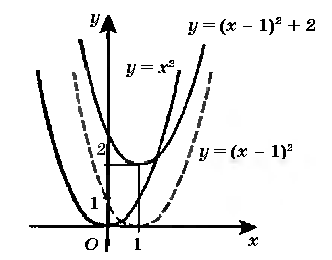 y
y = (x − 1)² + 2
y = x²
2
y = (x − 1)²
1
O
1
x